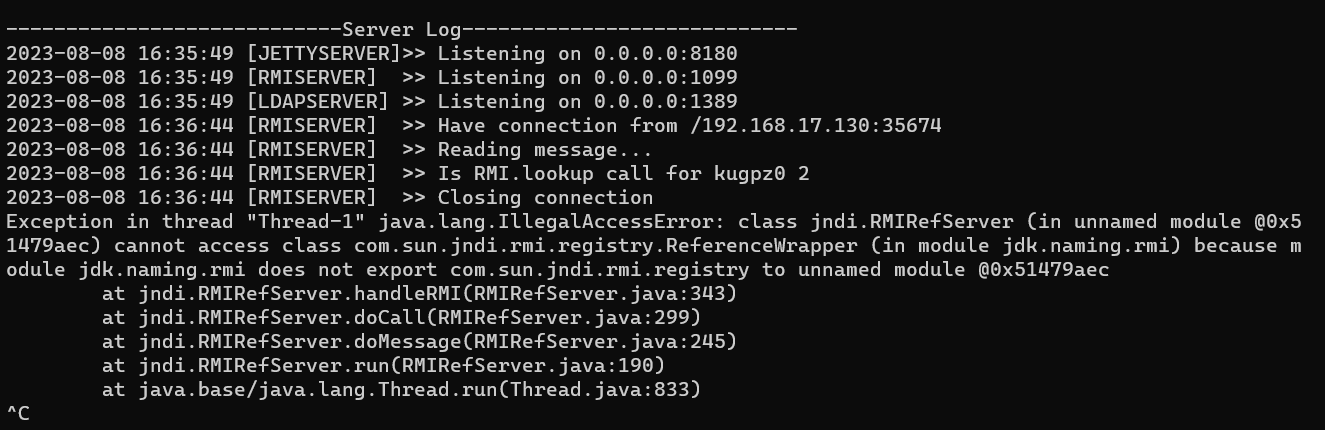 ----------------------------Server Log----------------------------
2023-08-08 16:35:49 [JETTYSERVER]>> Listening on 0.0.0.0:8180
2023-08-08 16:35:49 [RMISERVER]  >> Listening on 0.0.0.0:1099
2023-08-08 16:35:49 [LDAPSERVER] >> Listening on 0.0.0.0:1389
2023-08-08 16:36:44 [RMISERVER]  >> Have connection from /192.168.17.130:35674
2023-08-08 16:36:44 [RMISERVER]  >> Reading message...
2023-08-08 16:36:44 [RMISERVER]  >> Is RMI.lookup call for kugpz0 2
2023-08-08 16:36:44 [RMISERVER]  >> Closing connection
Exception in thread "Thread-1" java.lang.IllegalAccessError: class jndi.RMIRefServer (in unnamed module @0x5
1479aec) cannot access class com.sun.jndi.rmi.registry.ReferenceWrapper (in module jdk.naming.rmi) because m
odule jdk.naming.rmi does not export com.sun.jndi.rmi.registry to unnamed module @0x51479aec
        at jndi.RMIRefServer.handleRMI(RMIRefServer.java:343)
        at jndi.RMIRefServer.doCall(RMIRefServer.java:299)
        at jndi.RMIRefServer.doMessage(RMIRefServer.java:245)
        at jndi.RMIRefServer.run(RMIRefServer.java:190)
        at java.base/java.lang.Thread.run(Thread.java:833)
^C